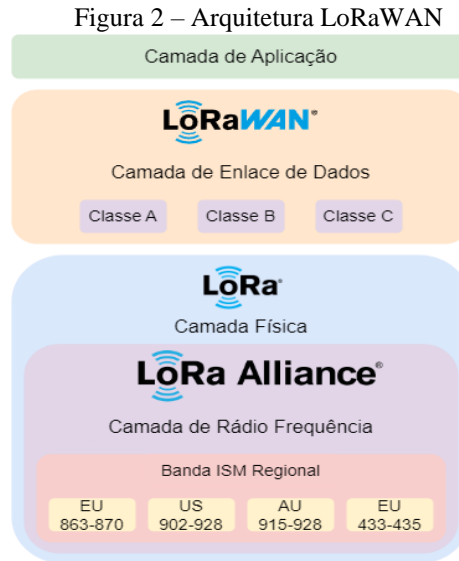 Figura 2 – Arquitetura LoRaWAN
Camada de Aplicação
LoRaWAN®
Camada de Enlace de Dados
Classe A Classe B Classe C
LoRa®
Camada Física
LoRa Alliance®
Camada de Rádio Frequência
Banda ISM Regional
EU US AU EU
863-870 902-928 915-928 433-435